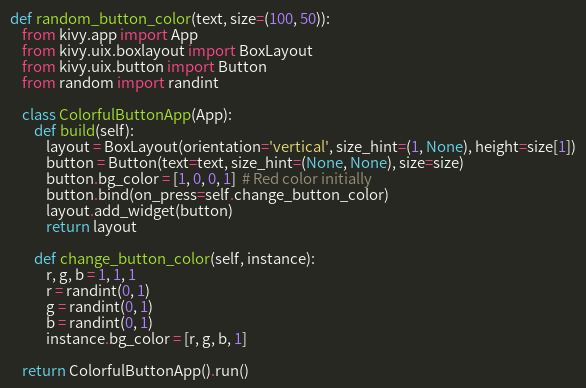 def random_button_color(text, size=(100, 50)):
    from kivy.app import App
    from kivy.uix.boxlayout import BoxLayout
    from kivy.uix.button import Button
    from random import randint

    class ColorfulButtonApp(App):
        def build(self):
            layout = BoxLayout(orientation='vertical', size_hint=(1, None), height=size[1])
            button = Button(text=text, size_hint=(None, None), size=size)
            button.bg_color = [1, 0, 0, 1]  # Red color initially
            button.bind(on_press=self.change_button_color)
            layout.add_widget(button)
            return layout

        def change_button_color(self, instance):
            r, g, b = 1, 1, 1
            r = randint(0, 1)
            g = randint(0, 1)
            b = randint(0, 1)
            instance.bg_color = [r, g, b, 1]

    return ColorfulButtonApp().run()